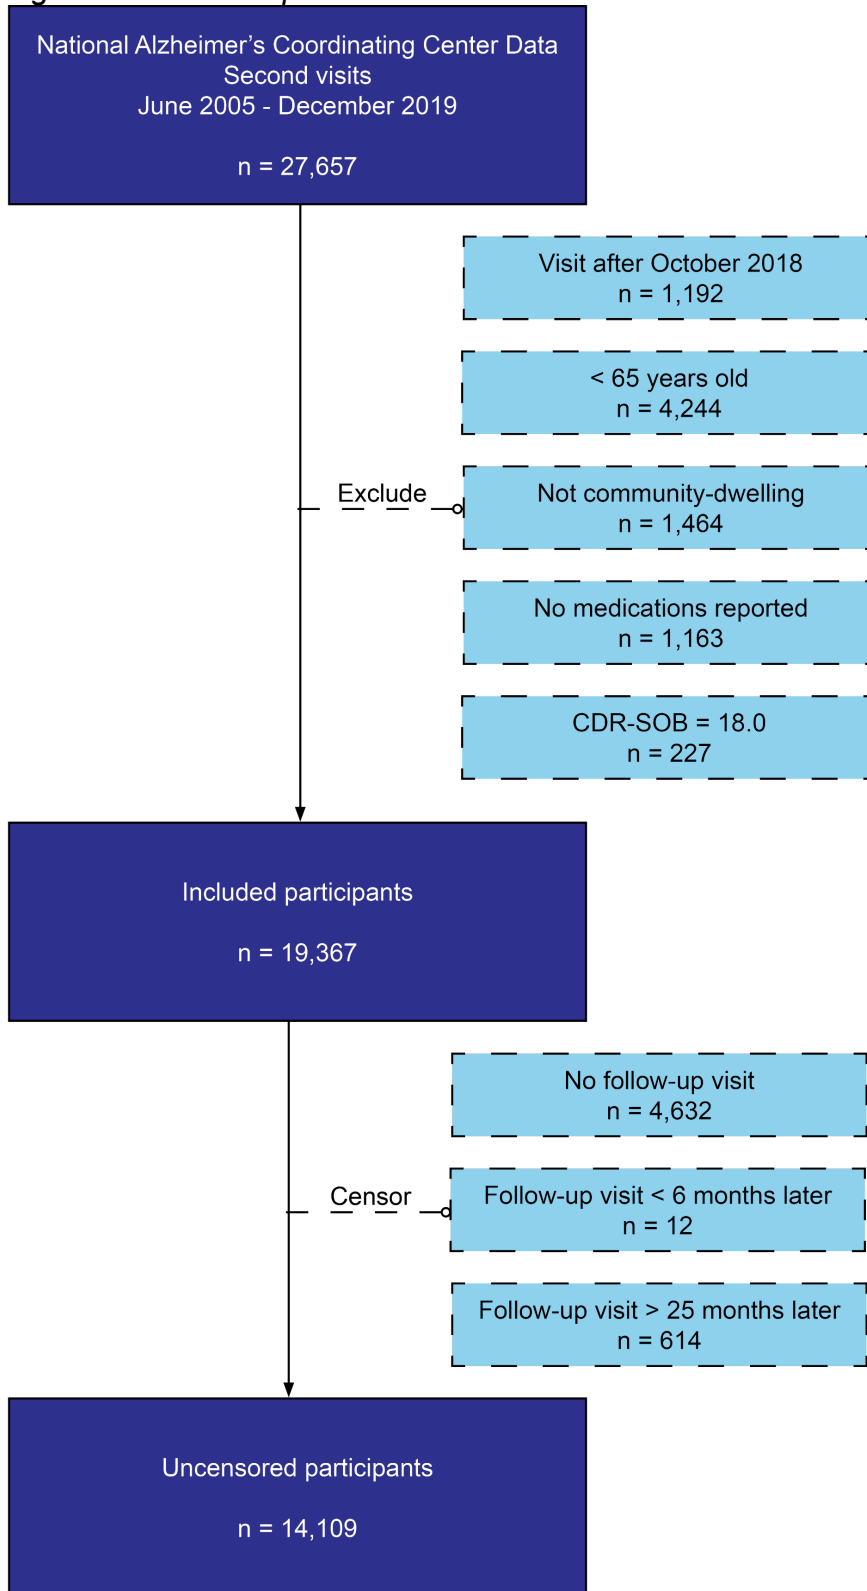 National Alzheimer's Coordinating Center Data
Second visits
June 2005 - December 2019
n = 27,657
Visit after October 2018
n = 1,192
< 65 years old
n = 4,244
Exclude
Not community-dwelling
n = 1,464
No medications reported
n = 1,163
CDR-SOB = 18.0
n = 227
Included participants
n = 19,367
No follow-up visit
n = 4,632
Censor
Follow-up visit < 6 months later
n = 12
Follow-up visit > 25 months later
n = 614
Uncensored participants
n = 14,109